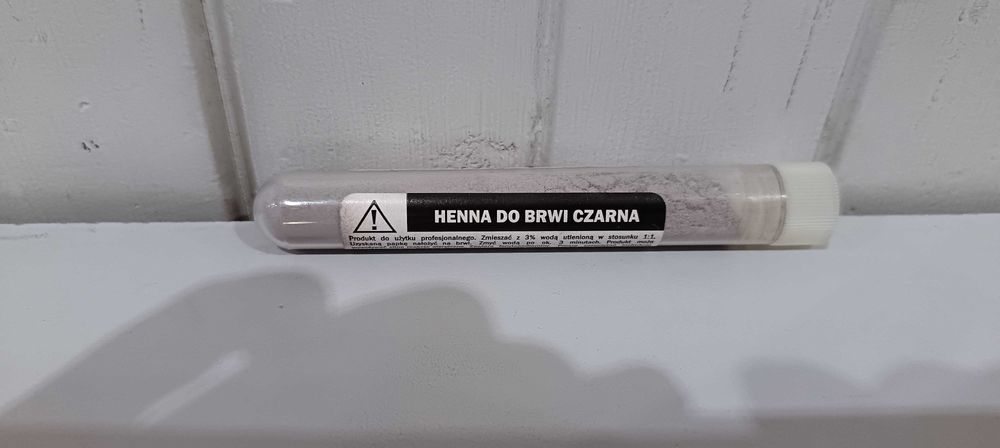 HENNA DO BRWI CZARNA
Produkt do użytku profesjonalnego. Zmieszać z 3% wodą utlenioną w stosunku 1:1.
Uzyskaną papkę nałożyć na brwi. Zmyć wodą po ok. 3 minutach. Produkt może